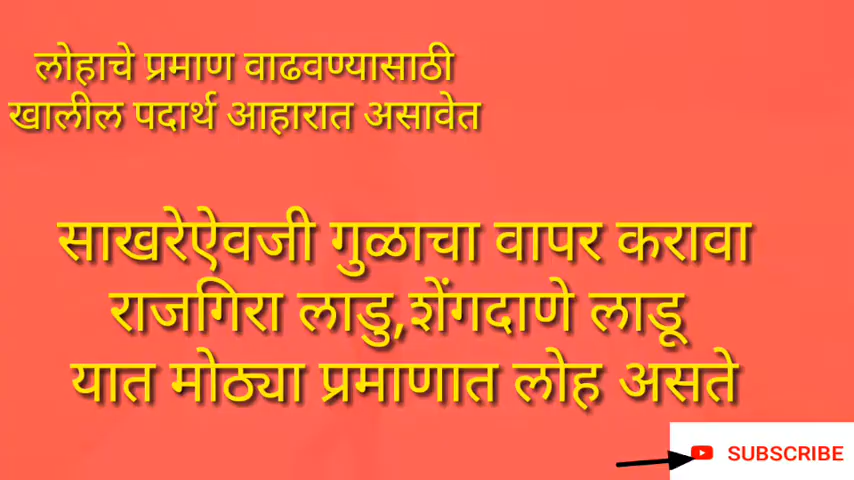 लोहाचे प्रमाण वाढवण्यासाठी
खालील पदार्थ आहारात असावेत
साखरेऐवजी गुळाचा वापर करावा
राजगिरा लाडु,शेंगदाणे लाडू
यात मोठ्या प्रमाणात लोह असते
SUBSCRIBE